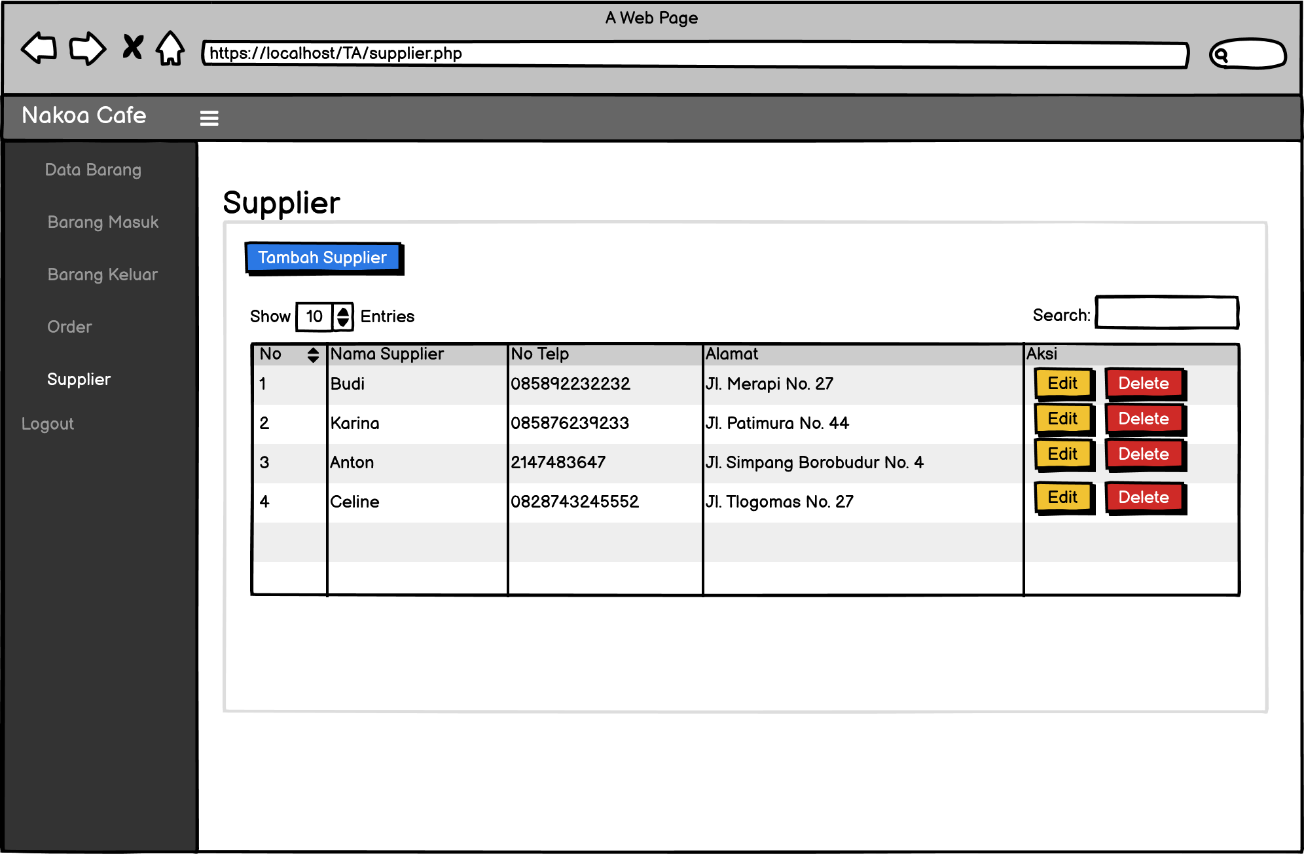 A Web Page
https://localhost/TA/supplier.php
Nakoa Cafe
Data Barang
Barang Masuk
Barang Keluar
Order
Supplier
Logout
Supplier
Tambah Supplier
Show 10 Entries
Search:
No Nama Supplier No Telp Alamat Aksi
1 Budi 085892232232 Jl. Merapi No. 27 Edit Delete
2 Karina 085876239233 Jl. Patimura No. 44 Edit Delete
3 Anton 2147483647 Jl. Simpang Borobudur No. 4 Edit Delete
4 Celine 0828743245552 Jl. Tlogomas No. 27 Edit Delete